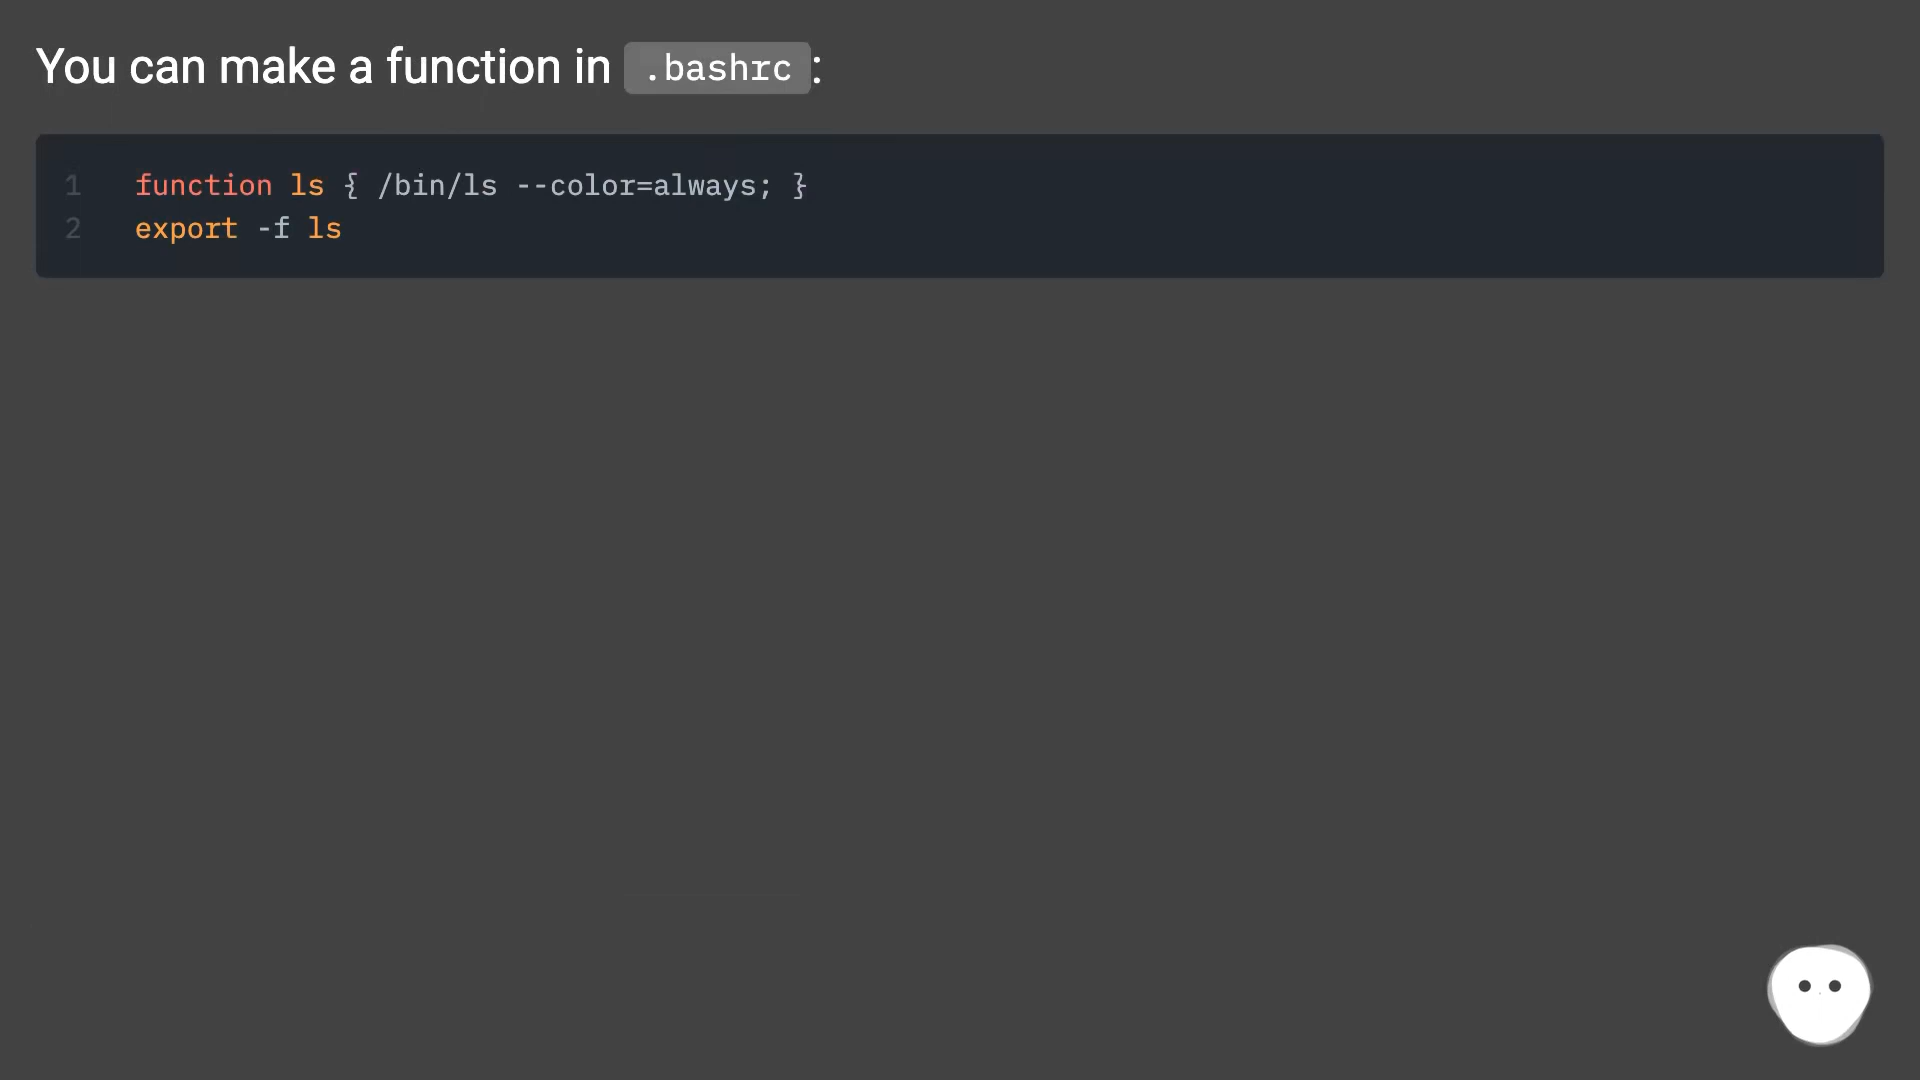 You can make a function in .bashrc:
1 function ls { /bin/ls --color=always; }
2 export -f ls